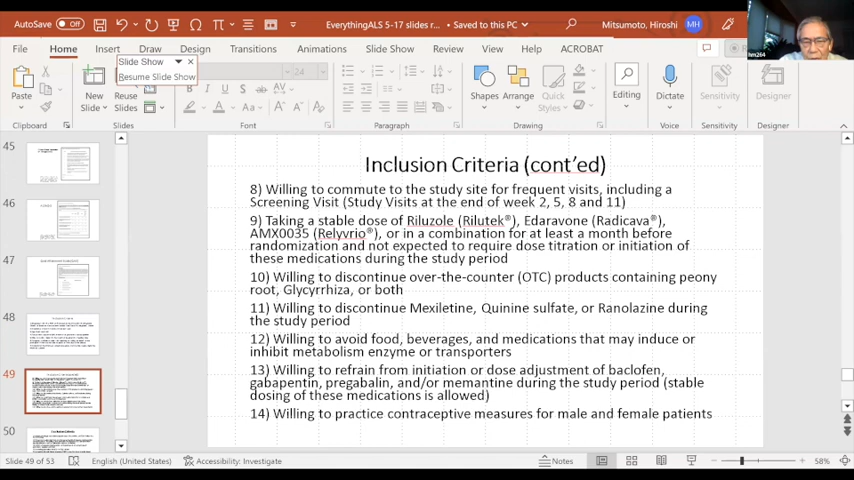 AutoSave Off EverythingALS 5-17 slides r... • Saved to this PC Mitsumoto, Hiroshi MH
File Home Insert Draw Design Transitions Animations Slide Show Review View Help ACROBAT
hm264
Slide Show
Resume Slide Show
Paste
New
Slide
Reuse
Slides
24
Shapes
Arrange
Quick
Styles
Editing
Dictate
Sensitivity
Designer
Clipboard Slides Font Paragraph Drawing Voice Sensitivity Designer
45
46
47
48
49
50
Inclusion Criteria (cont’ed)
8) Willing to commute to the study site for frequent visits, including a
Screening Visit (Study Visits at the end of week 2, 5, 8 and 11)
9) Taking a stable dose of Riluzole (Rilutek®), Edaravone (Radicava®),
AMX0035 (Relyvrio®), or in a combination for at least a month before
randomization and not expected to require dose titration or initiation of
these medications during the study period
10) Willing to discontinue over-the-counter (OTC) products containing peony
root, Glycyrrhiza, or both
11) Willing to discontinue Mexiletine, Quinine sulfate, or Ranolazine during
the study period
12) Willing to avoid food, beverages, and medications that may induce or
inhibit metabolism enzyme or transporters
13) Willing to refrain from initiation or dose adjustment of baclofen,
gabapentin, pregabalin, and/or memantine during the study period (stable
dosing of these medications is allowed)
14) Willing to practice contraceptive measures for male and female patients
Slide 49 of 53 English (United States) Accessibility: Investigate Notes 58%